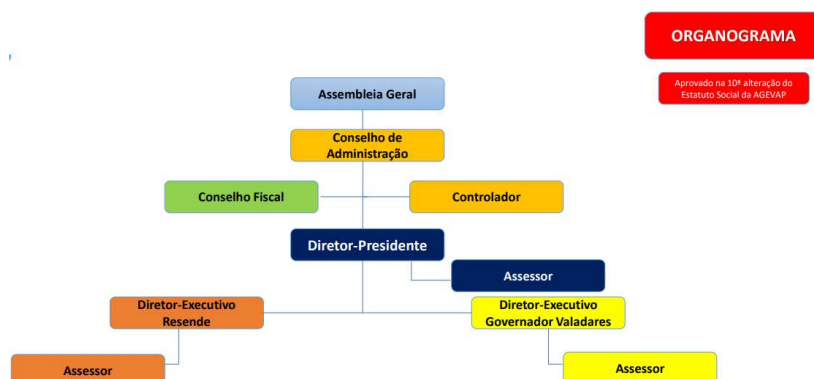 ORGANOGRAMA
Aprovado na 10ª alteração do
Estatuto Social da AGEVAP
Assembleia Geral
Conselho de
Administração
Conselho Fiscal
Controlador
Diretor-Presidente
Assessor
Diretor-Executivo
Resende
Diretor-Executivo
Governador Valadares
Assessor
Assessor